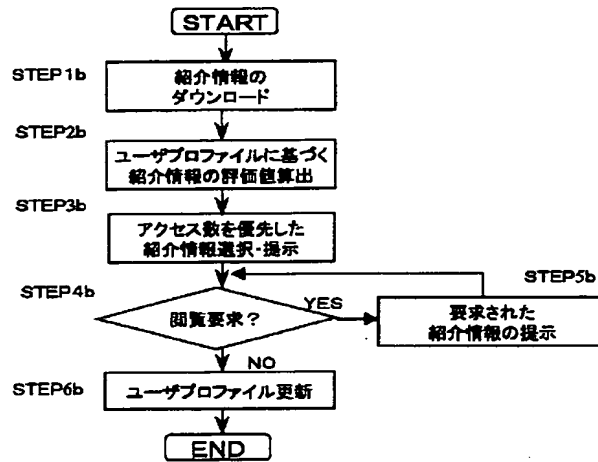 START
STEP1b
紹介情報の
ダウンロード
STEP2b
ユーザプロファイルに基づく
紹介情報の評価値算出
STEP3b
アクセス数を優先した
紹介情報選択・提示
STEP4b
閲覧要求？
YES
STEP5b
要求された
紹介情報の提示
NO
STEP6b
ユーザプロファイル更新
END